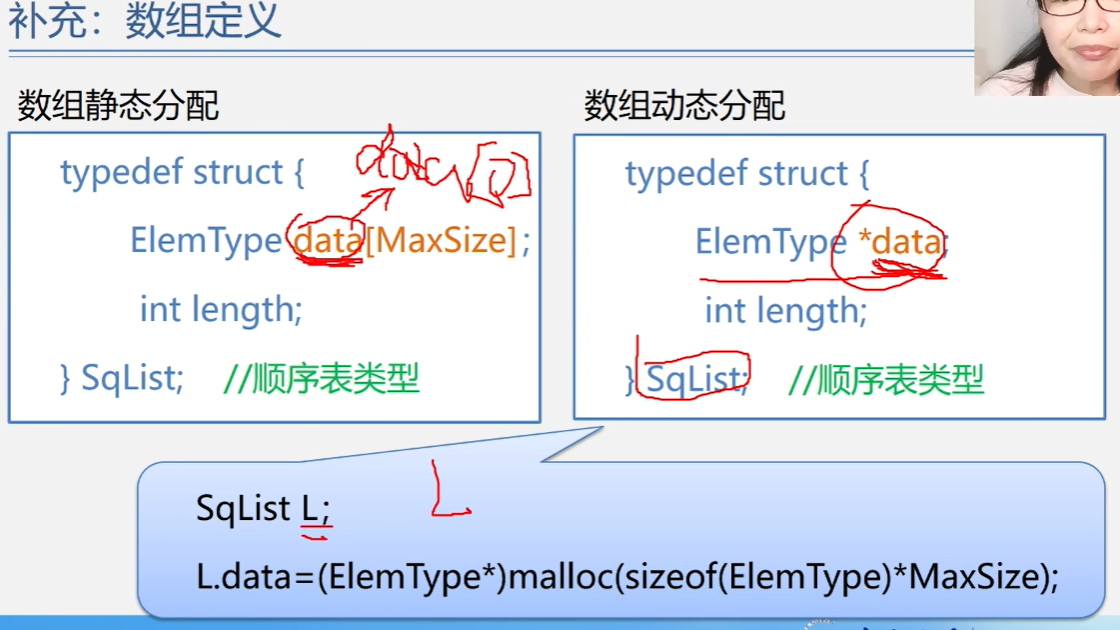 补充：数组定义
数组静态分配
typedef struct {
ElemType data[MaxSize];
int length;
} SqList; //顺序表类型
data[0]
数组动态分配
typedef struct {
ElemType *data;
int length;
} SqList; //顺序表类型
SqList L;
L
L.data=(ElemType*)malloc(sizeof(ElemType)*MaxSize);